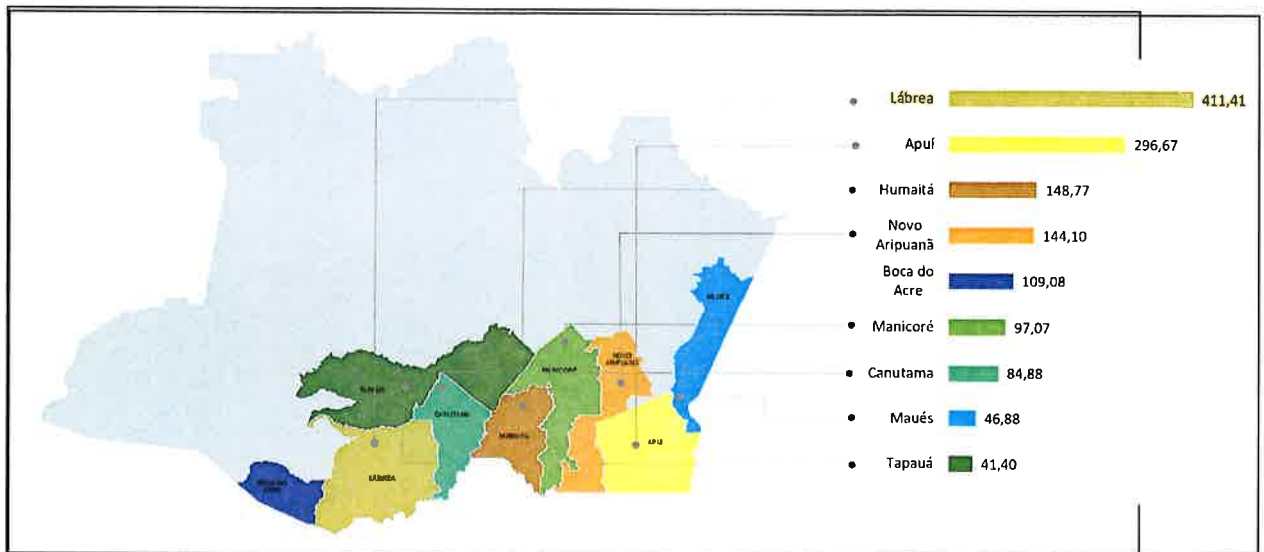 Lábrea 411,41
Apuí 296,67
Humaitá 148,77
Novo
Aripuanã 144,10
Boca do
Acre 109,08
Manicoré 97,07
Canutama 84,88
Maués 46,88
Tapauá 41,40
MAUÉS
NOVO
ARIPUANÃ
MANICORÉ
TAPAUÁ
CANUTAMA
HUMAITÁ
APUÍ
LÁBREA
BOCA DO
ACRE